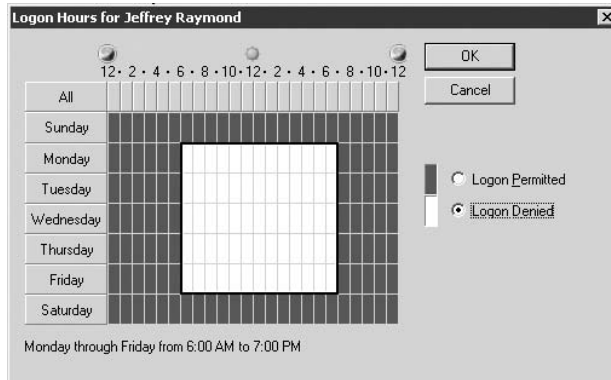 Logon Hours for Jeffrey Raymond
X
OK
12 · 2 · 4 · 6 · 8 · 10 · 12 · 2 · 4 · 6 · 8 · 10 · 12
Cancel
All
Sunday
Monday
Logon Permitted
Tuesday
Logon Denied
Wednesday
Thursday
Friday
Saturday
Monday through Friday from 6:00 AM to 7:00 PM